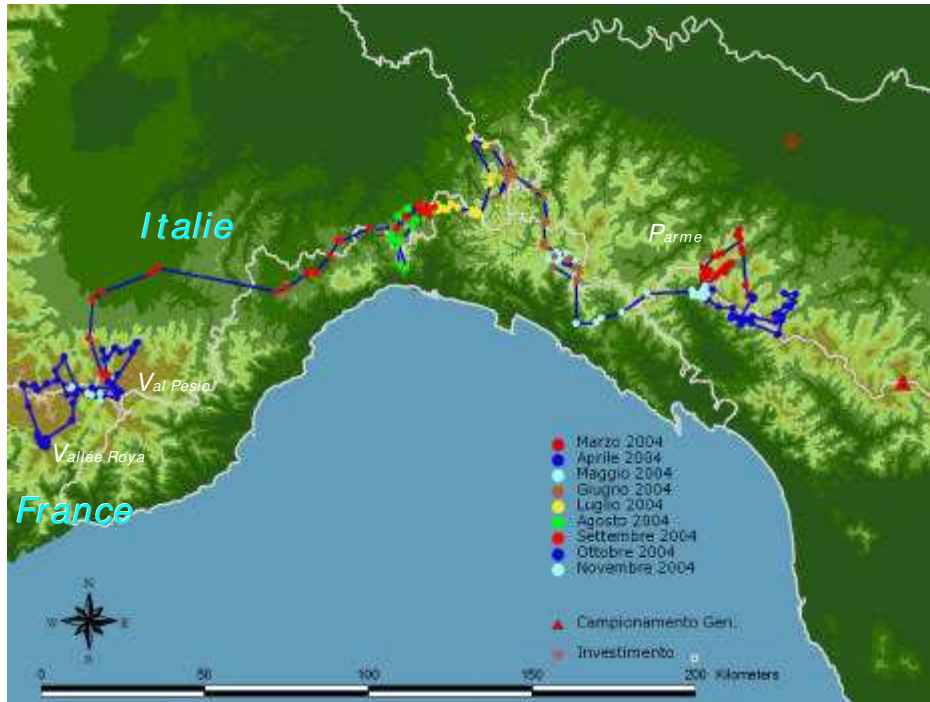 Italie
Parme
Val Pesio
Vallée Roya
France
Marzo 2004
Aprile 2004
Maggio 2004
Giugno 2004
Luglio 2004
Agosto 2004
Settembre 2004
Ottobre 2004
Novembre 2004
N
W E
S
Campionamento Gen.
Investimento
0 50 100 150 200 Kilometers